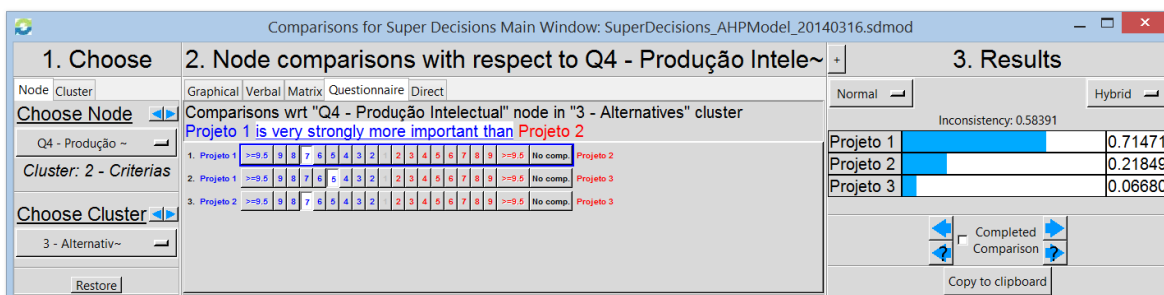 Comparisons for Super Decisions Main Window: SuperDecisions_AHPModel_20140316.sdmod
1. Choose
Node Cluster
Choose Node
Q4 - Produção ~
Cluster: 2 - Criterias
Choose Cluster
3 - Alternativ~
Restore
2. Node comparisons with respect to Q4 - Produção Intele~
Graphical Verbal Matrix Questionnaire Direct
Comparisons wrt "Q4 - Produção Intelectual" node in "3 - Alternatives" cluster
Projeto 1 is very strongly more important than Projeto 2
1. Projeto 1 >=9.5 9 8 7 6 5 4 3 2 1 2 3 4 5 6 7 8 9 >=9.5 No comp. Projeto 2
2. Projeto 1 >=9.5 9 8 7 6 5 4 3 2 1 2 3 4 5 6 7 8 9 >=9.5 No comp. Projeto 3
3. Projeto 2 >=9.5 9 8 7 6 5 4 3 2 1 2 3 4 5 6 7 8 9 >=9.5 No comp. Projeto 3
+ 3. Results
Normal Hybrid
Inconsistency: 0.58391
Projeto 1 0.71471
Projeto 2 0.21849
Projeto 3 0.06680
Completed
Comparison
? ?
Copy to clipboard